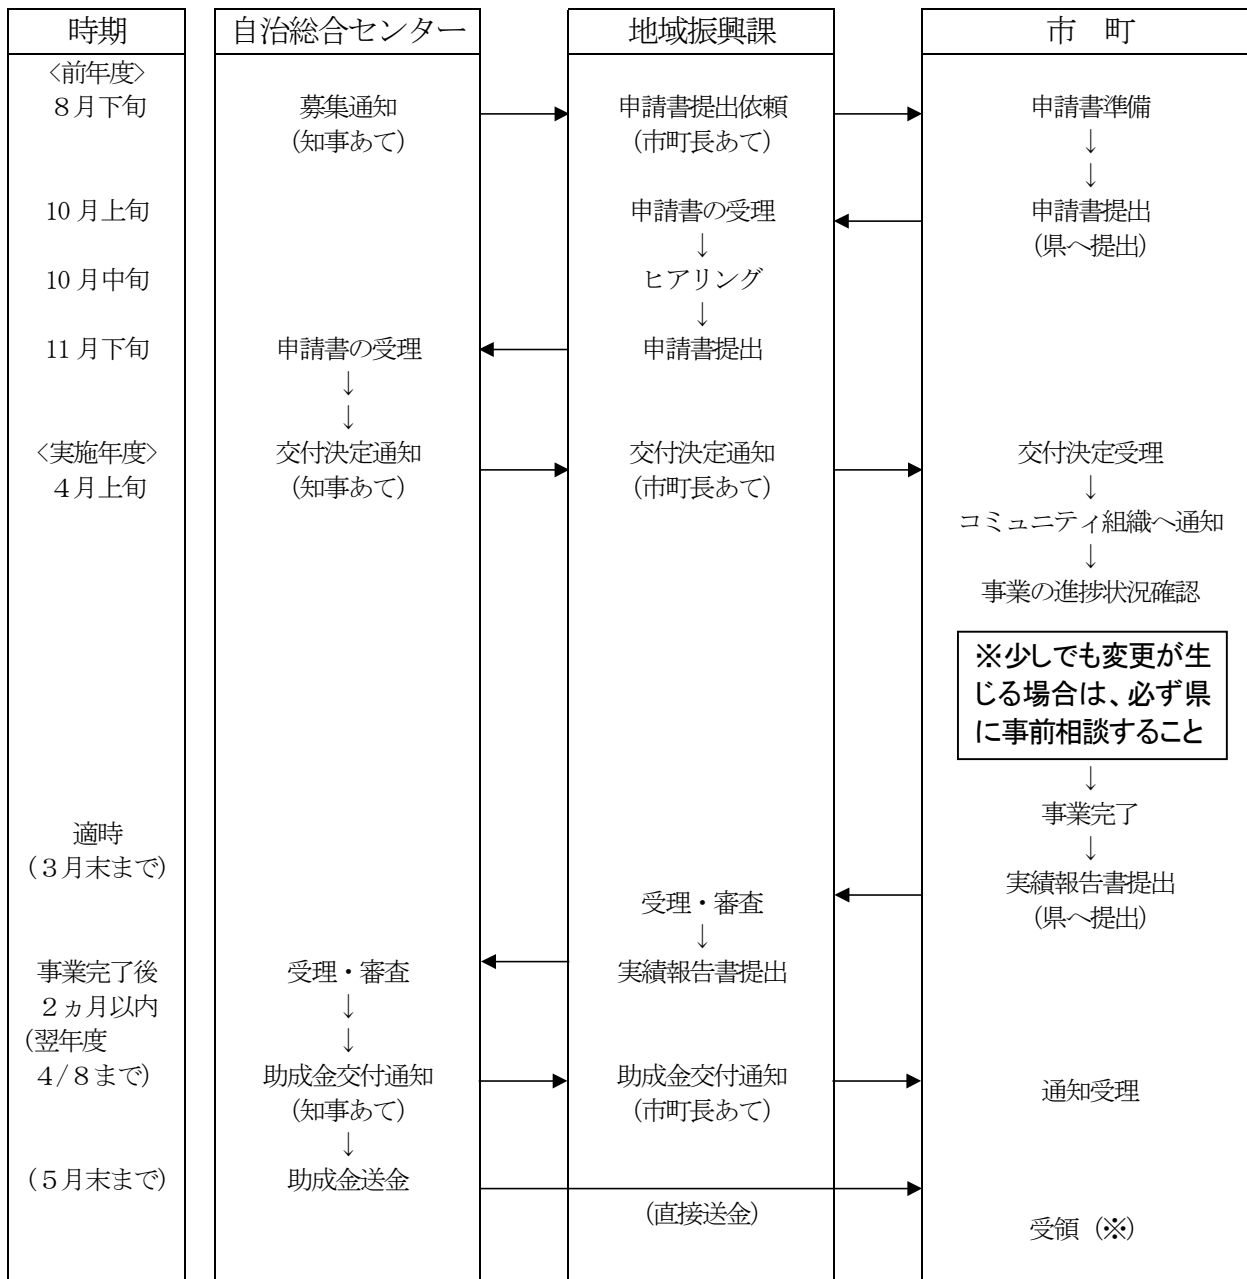 時期 自治総合センター 地域振興課 市　町
〈前年度〉
８月下旬 募集通知 → 申請書提出依頼 → 申請書準備
(知事あて) (市町長あて) ↓
↓
10 月上旬 申請書の受理 ← 申請書提出
↓ (県へ提出)
10 月中旬 ヒアリング
↓
11 月下旬 申請書の受理 ← 申請書提出
↓
↓
〈実施年度〉 交付決定通知 → 交付決定通知 → 交付決定受理
４月上旬 (知事あて) (市町長あて) ↓
コミュニティ組織へ通知
↓
事業の進捗状況確認
※少しでも変更が生
じる場合は、必ず県
に事前相談すること
↓
事業完了
適時 ↓
(３月末まで) 実績報告書提出
受理・審査 ← (県へ提出)
↓
事業完了後 受理・審査 ← 実績報告書提出
２ヵ月以内 ↓
(翌年度 ↓
４/８まで) 助成金交付通知 → 助成金交付通知 → 通知受理
(知事あて) (市町長あて)
↓
(５月末まで) 助成金送金 →
(直接送金)
受領（※）